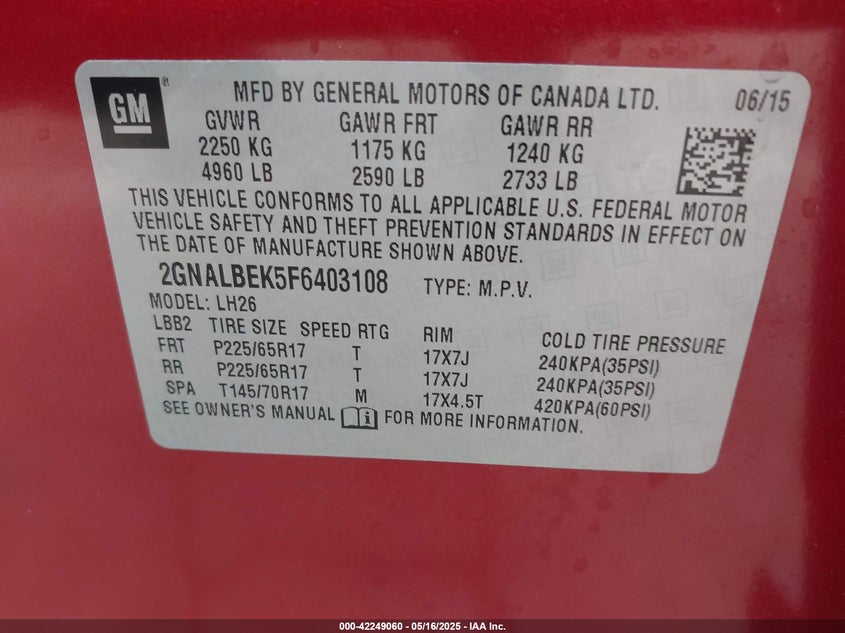 GM ®
MFD BY GENERAL MOTORS OF CANADA LTD. 06/15
GVWR GAWR FRT GAWR RR
2250 KG 1175 KG 1240 KG
4960 LB 2590 LB 2733 LB
THIS VEHICLE CONFORMS TO ALL APPLICABLE U.S. FEDERAL MOTOR
VEHICLE SAFETY AND THEFT PREVENTION STANDARDS IN EFFECT ON
THE DATE OF MANUFACTURE SHOWN ABOVE.
2GNALBEK5F6403108 TYPE: M.P.V.
MODEL: LH26
LBB2 TIRE SIZE SPEED RTG RIM COLD TIRE PRESSURE
FRT P225/65R17 T 17X7J 240KPA(35PSI)
RR P225/65R17 T 17X7J 240KPA(35PSI)
SPA T145/70R17 M 17X4.5T 420KPA(60PSI)
SEE OWNER'S MANUAL i FOR MORE INFORMATION.
000-42249060 - 05/16/2025 - IAA Inc.